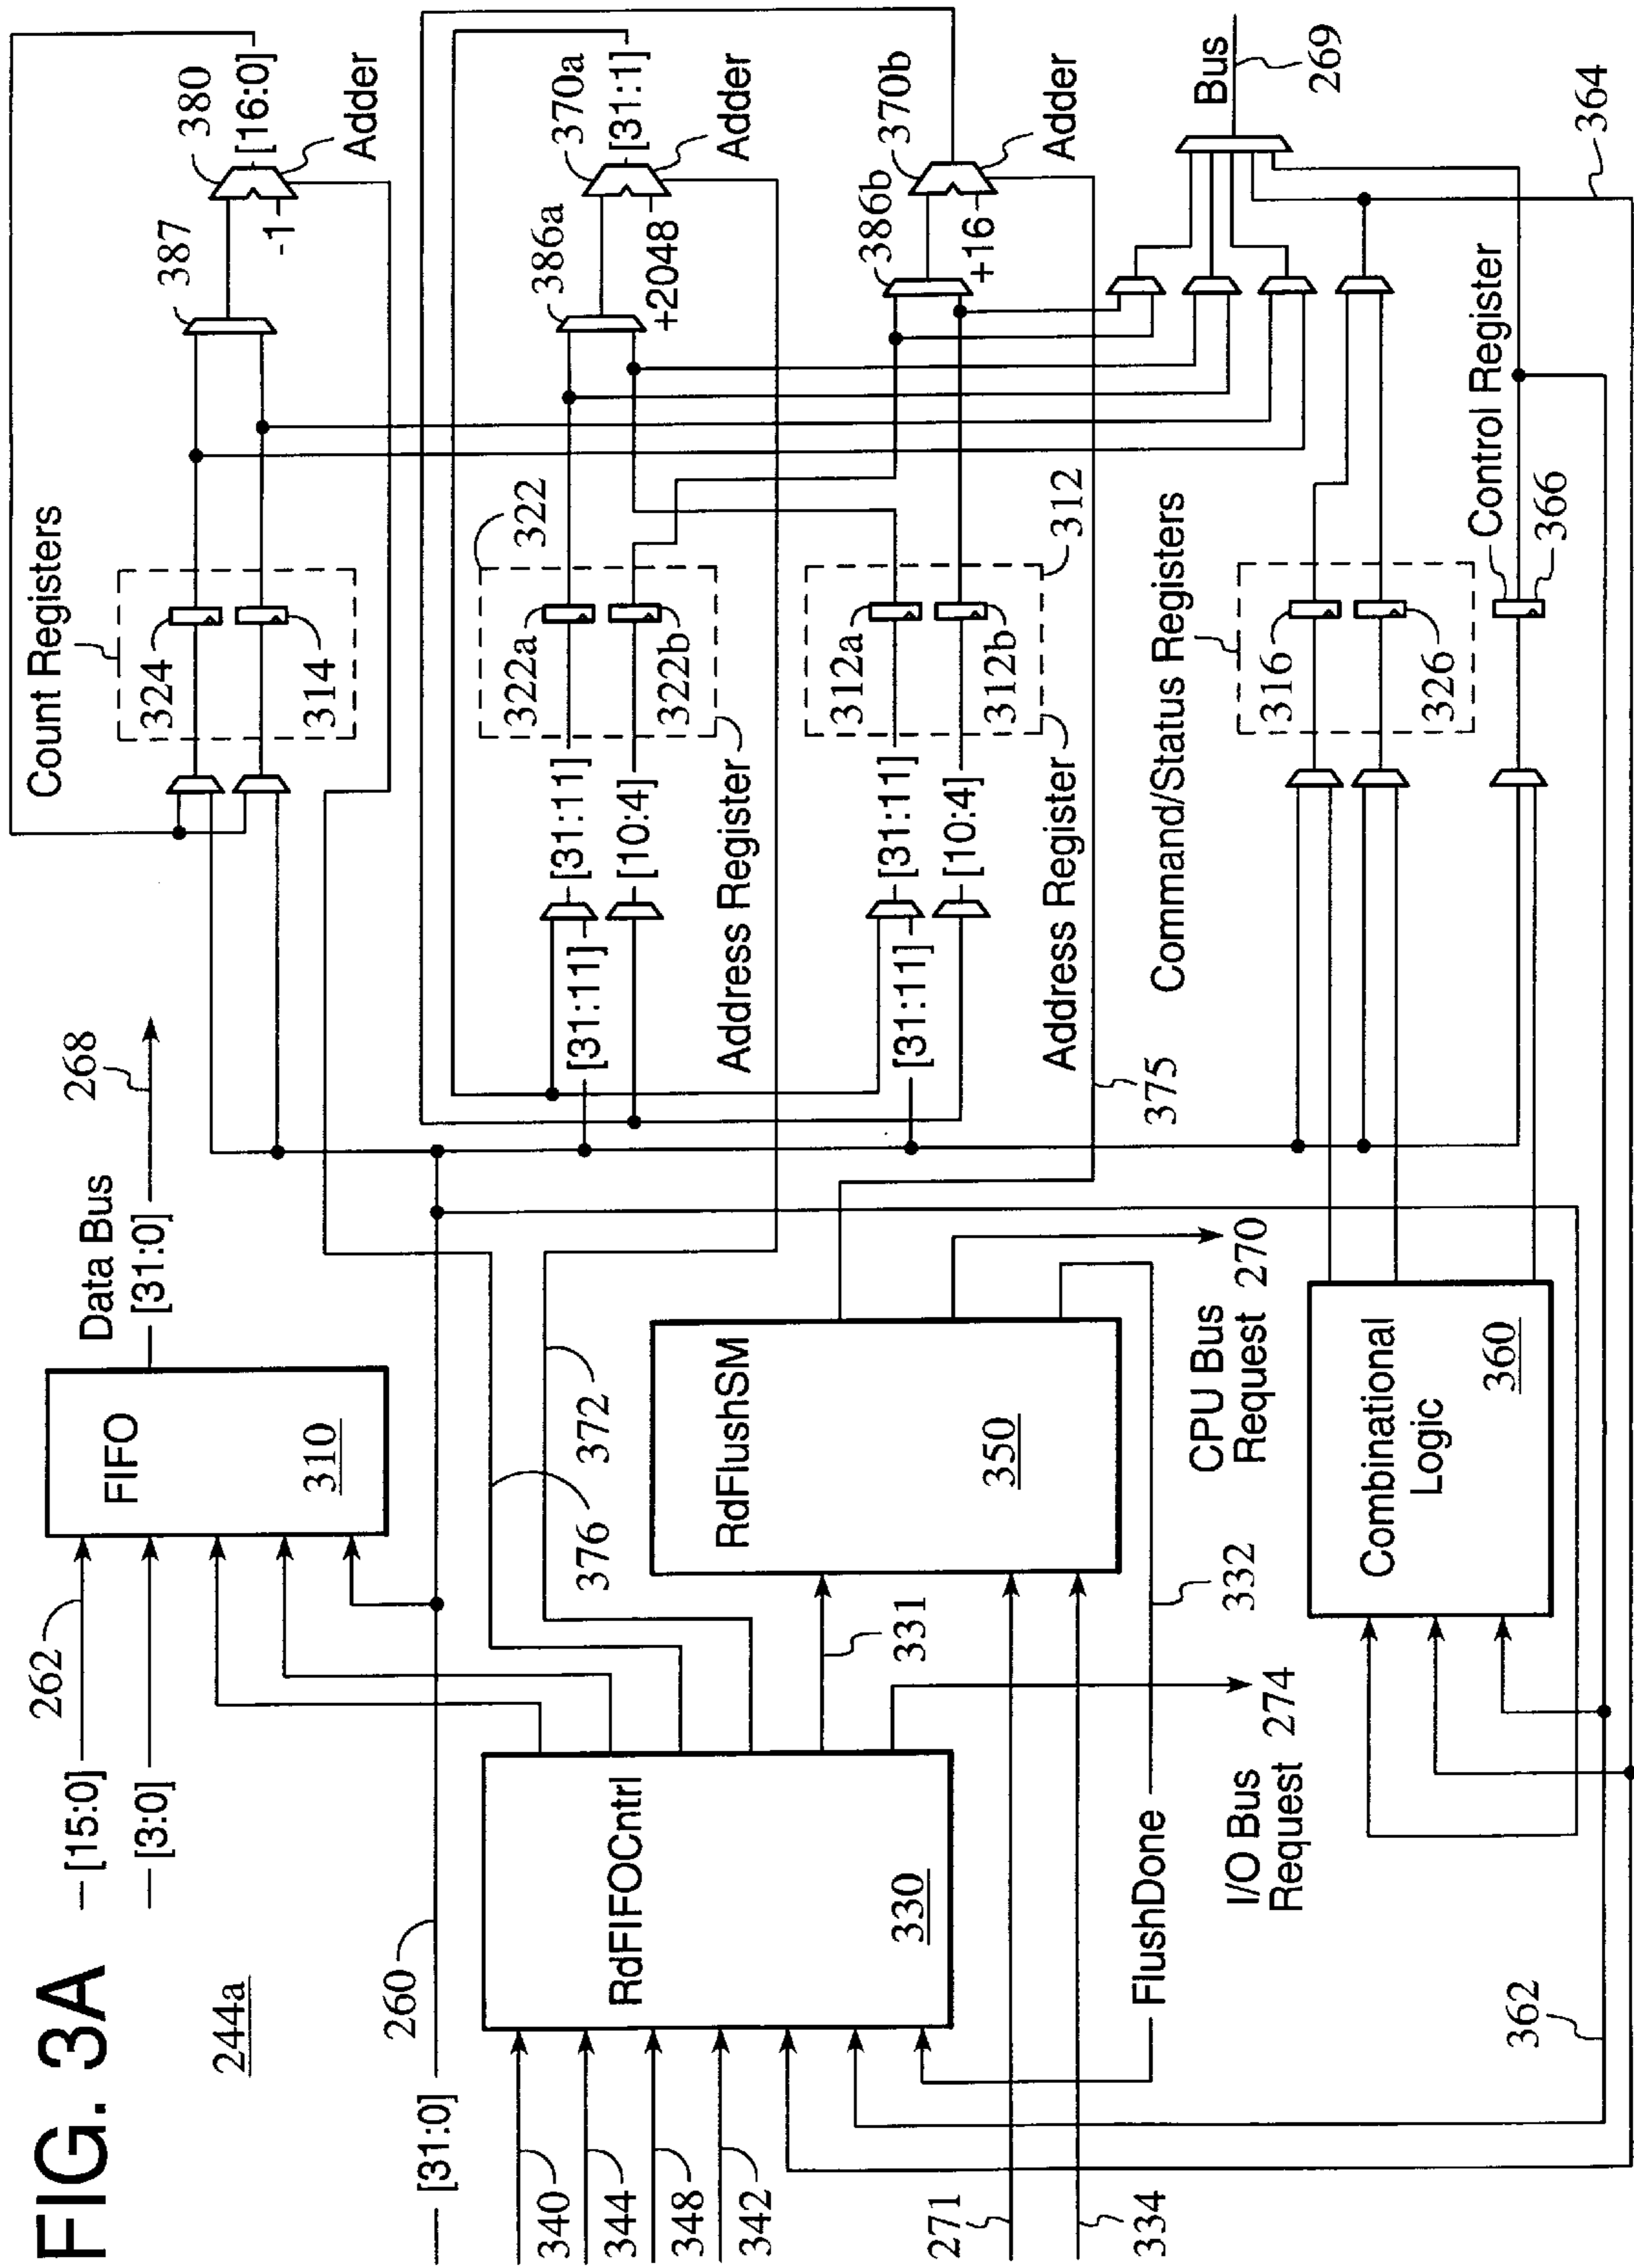 FIG. 3A
244a
[15:0]
262
[3:0]
FIFO
310
Data Bus
[31:0]
268
Count Registers
324
314
387
380
[16:0]
-1
Adder
[31:0]
260
376
372
340
344
348
342
RdFIFOCntrl
330
331
RdFlushSM
350
271
334
FlushDone
332
I/O Bus
Request 274
CPU Bus
Request 270
375
[31:11]
[31:11]
[10:4]
322a
322b
322
Address Register
386a
+2048
370a
[31:1]
Adder
[31:11]
[31:11]
[10:4]
312a
312b
312
Address Register
386b
+16
370b
Adder
Combinational
Logic
360
362
Command/Status Registers
316
326
Control Register
366
Bus
269
364